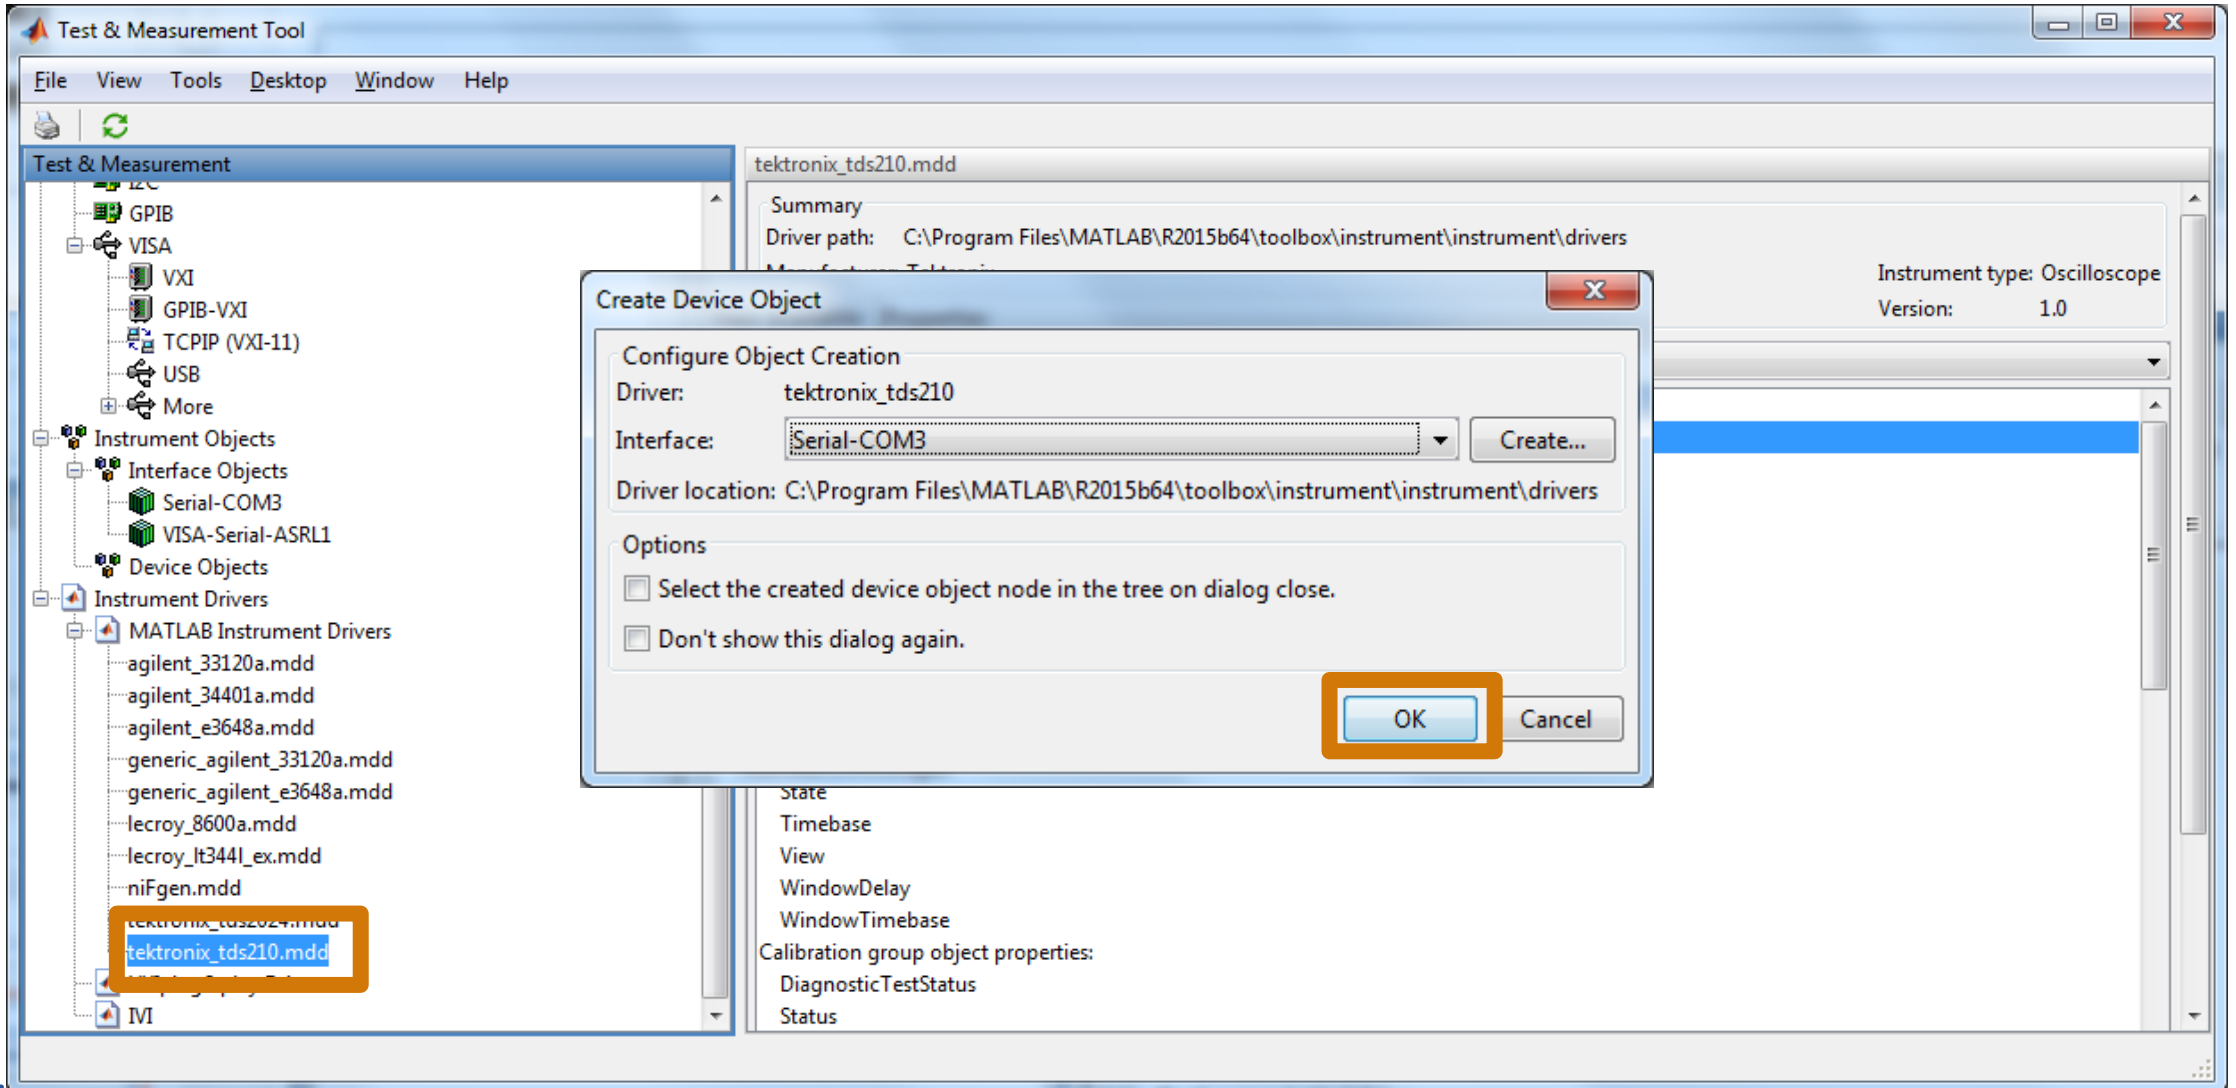 Test & Measurement Tool
File View Tools Desktop Window Help
Test & Measurement
I2C
GPIB
VISA
VXI
GPIB-VXI
TCPIP (VXI-11)
USB
More
Instrument Objects
Interface Objects
Serial-COM3
VISA-Serial-ASRL1
Device Objects
Instrument Drivers
MATLAB Instrument Drivers
agilent_33120a.mdd
agilent_34401a.mdd
agilent_e3648a.mdd
generic_agilent_33120a.mdd
generic_agilent_e3648a.mdd
lecroy_8600a.mdd
lecroy_lt344l_ex.mdd
niFgen.mdd
tektronix_tds2024.mdd
tektronix_tds210.mdd
IVI
tektronix_tds210.mdd
Summary
Driver path: C:\Program Files\MATLAB\R2015b64\toolbox\instrument\instrument\drivers
Manufacturer: Tektronix
Instrument type: Oscilloscope
Version: 1.0
Create Device Object
Configure Object Creation
Driver: tektronix_tds210
Interface: Serial-COM3 Create...
Driver location: C:\Program Files\MATLAB\R2015b64\toolbox\instrument\instrument\drivers
Options
Select the created device object node in the tree on dialog close.
Don't show this dialog again.
OK Cancel
State
Timebase
View
WindowDelay
WindowTimebase
Calibration group object properties:
DiagnosticTestStatus
Status